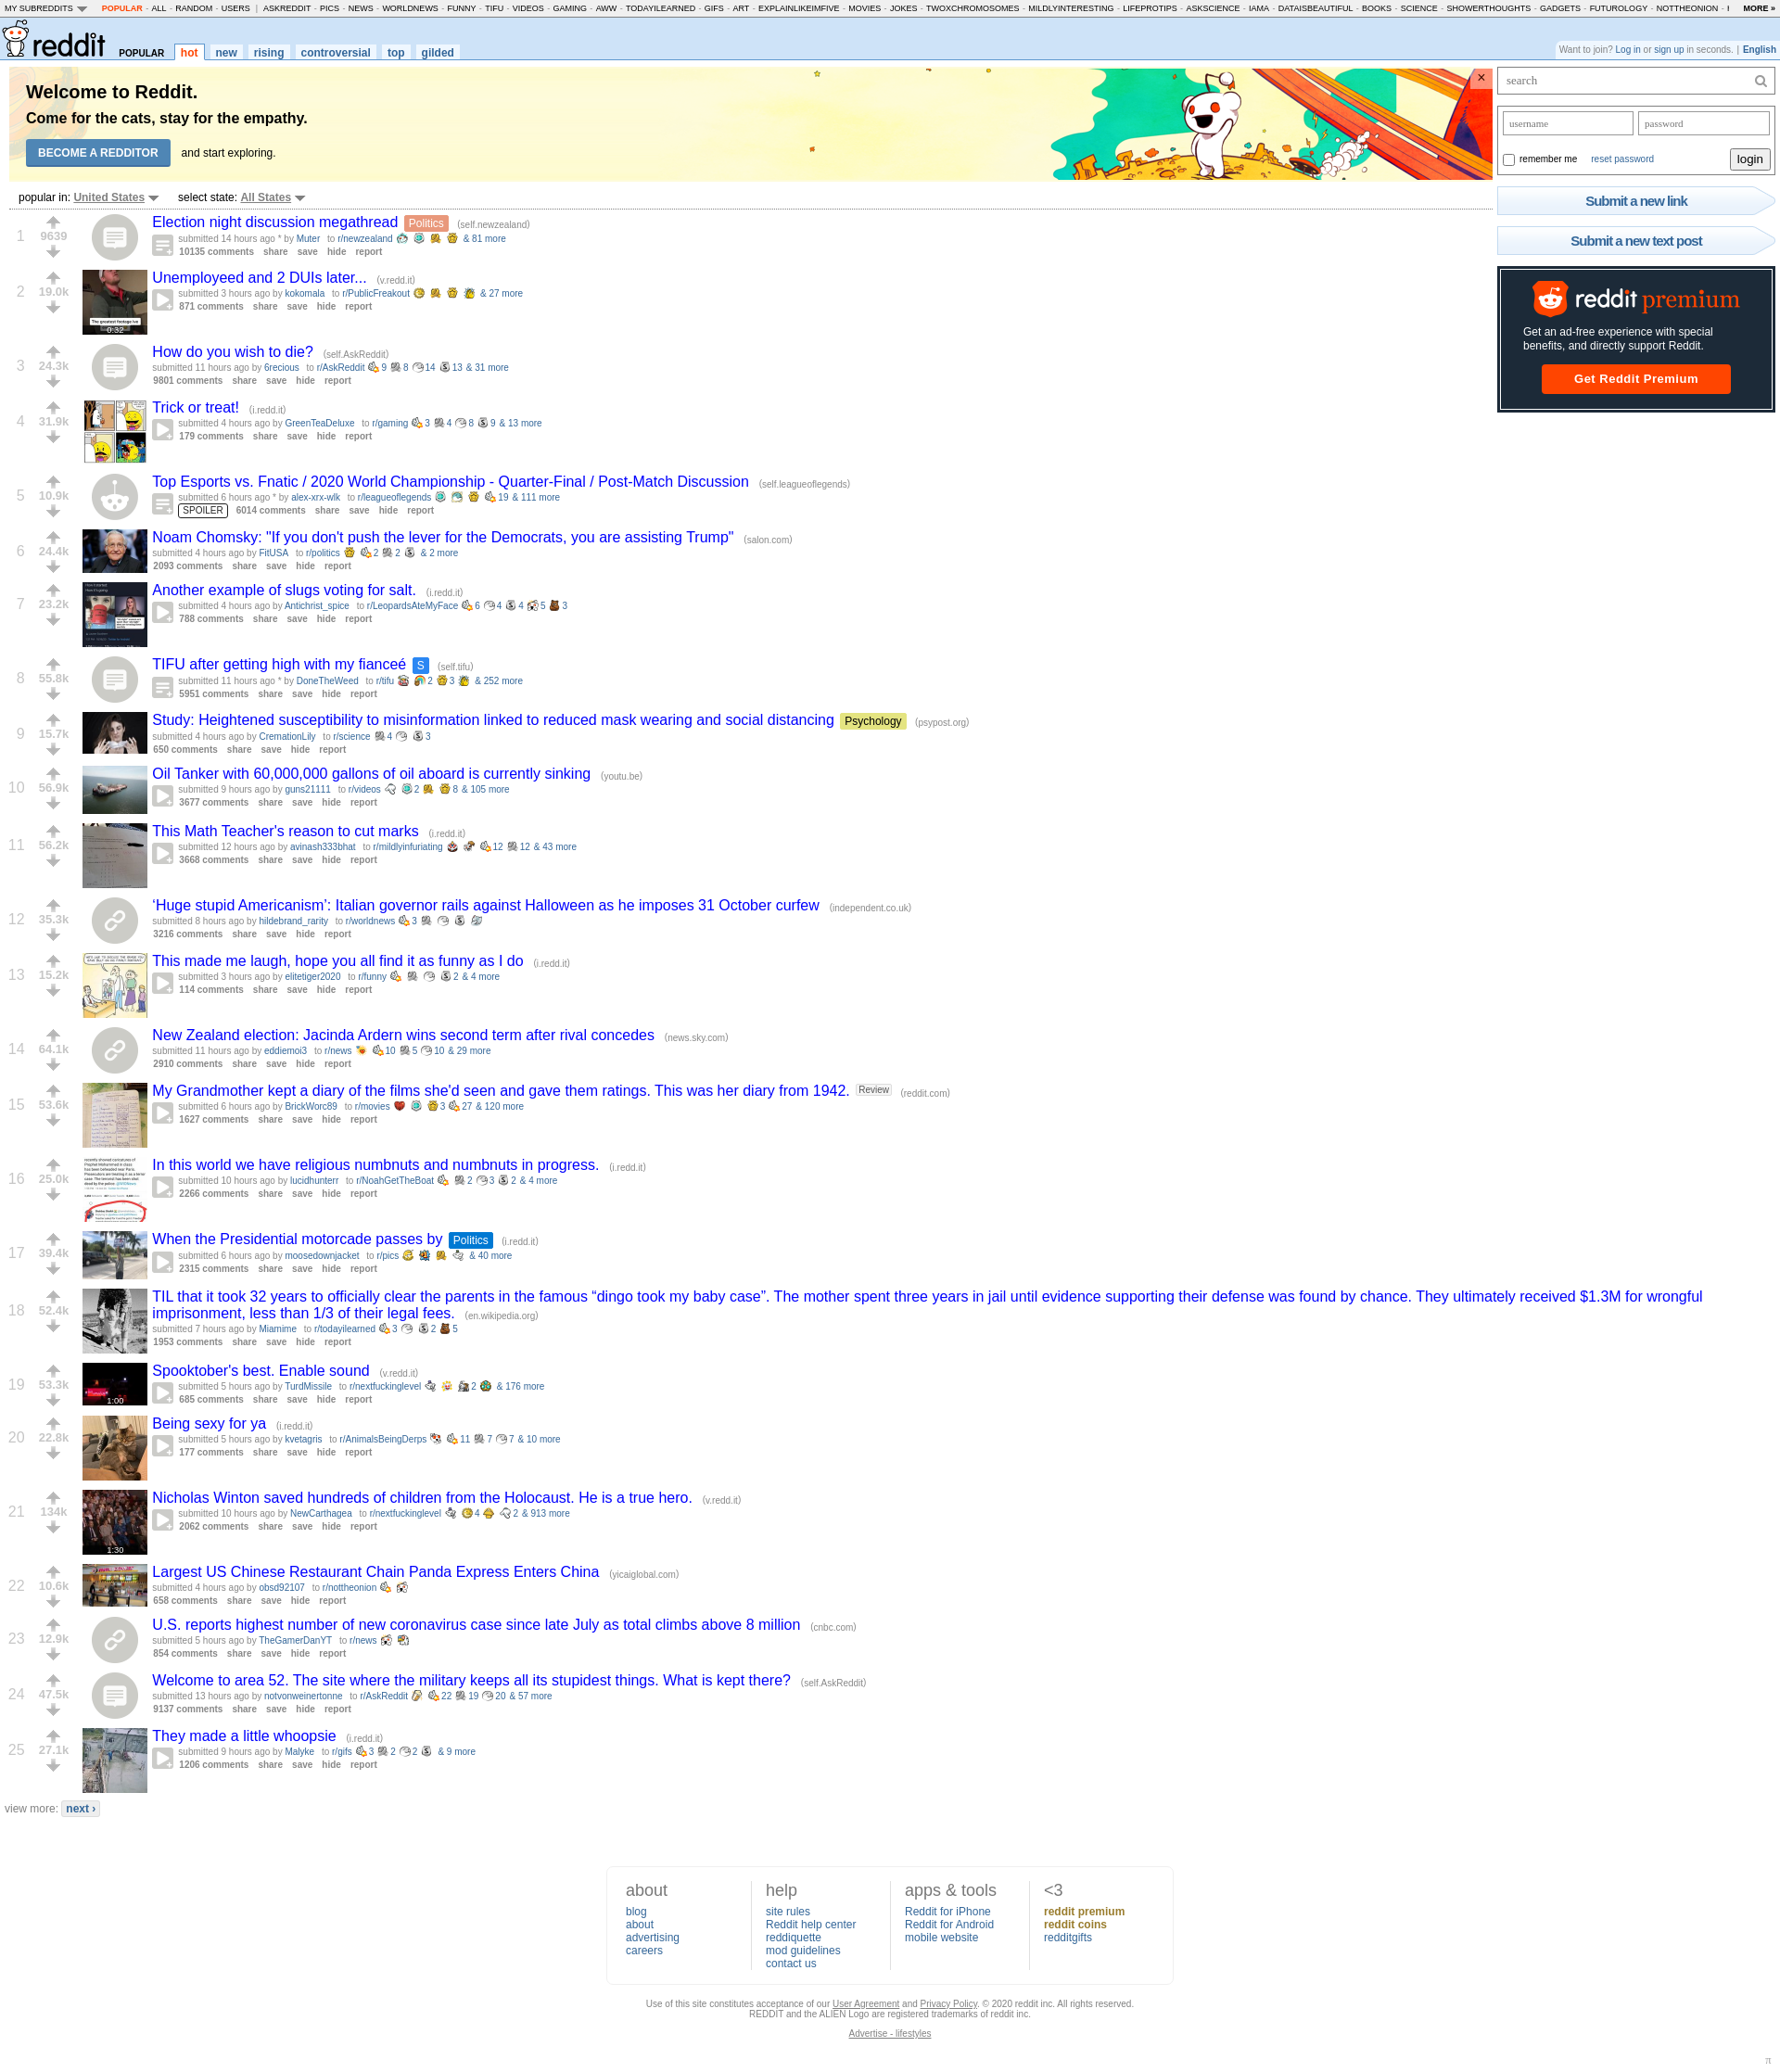 MY SUBREDDITS POPULAR - ALL - RANDOM - USERS | ASKREDDIT - PICS - NEWS - WORLDNEWS - FUNNY - TIFU - VIDEOS - GAMING - AWW - TODAYILEARNED - GIFS - ART - EXPLAINLIKEIMFIVE - MOVIES - JOKES - TWOXCHROMOSOMES - MILDLYINTERESTING - LIFEPROTIPS - ASKSCIENCE - IAMA - DATAISBEAUTIFUL - BOOKS - SCIENCE - SHOWERTHOUGHTS - GADGETS - FUTUROLOGY - NOTTHEONION - MORE »
reddit POPULAR hot new rising controversial top gilded
Want to join? Log in or sign up in seconds. | English
Welcome to Reddit.
Come for the cats, stay for the empathy.
BECOME A REDDITOR and start exploring.
×
search
username password
remember me reset password login
Submit a new link
Submit a new text post
reddit premium
Get an ad-free experience with special
benefits, and directly support Reddit.
Get Reddit Premium
popular in: United States select state: All States
1 9639 Election night discussion megathread Politics (self.newzealand)
submitted 14 hours ago * by Muter to r/newzealand & 81 more
10135 comments share save hide report
2 19.0k Unemployeed and 2 DUIs later... (v.redd.it)
submitted 3 hours ago by kokomala to r/PublicFreakout & 27 more
871 comments share save hide report
0:32
3 24.3k How do you wish to die? (self.AskReddit)
submitted 11 hours ago by 6recious to r/AskReddit 9 8 14 13 & 31 more
9801 comments share save hide report
4 31.9k Trick or treat! (i.redd.it)
submitted 4 hours ago by GreenTeaDeluxe to r/gaming 3 4 8 9 & 13 more
179 comments share save hide report
5 10.9k Top Esports vs. Fnatic / 2020 World Championship - Quarter-Final / Post-Match Discussion (self.leagueoflegends)
submitted 6 hours ago * by alex-xrx-wlk to r/leagueoflegends 19 & 111 more
SPOILER 6014 comments share save hide report
6 24.4k Noam Chomsky: "If you don't push the lever for the Democrats, you are assisting Trump" (salon.com)
submitted 4 hours ago by FitUSA to r/politics 2 2 & 2 more
2093 comments share save hide report
7 23.2k Another example of slugs voting for salt. (i.redd.it)
submitted 4 hours ago by Antichrist_spice to r/LeopardsAteMyFace 6 4 4 5 3
788 comments share save hide report
8 55.8k TIFU after getting high with my fianceé S (self.tifu)
submitted 11 hours ago * by DoneTheWeed to r/tifu 2 3 & 252 more
5951 comments share save hide report
9 15.7k Study: Heightened susceptibility to misinformation linked to reduced mask wearing and social distancing Psychology (psypost.org)
submitted 4 hours ago by CremationLily to r/science 4 3
650 comments share save hide report
10 56.9k Oil Tanker with 60,000,000 gallons of oil aboard is currently sinking (youtu.be)
submitted 9 hours ago by guns21111 to r/videos 2 8 & 105 more
3677 comments share save hide report
11 56.2k This Math Teacher's reason to cut marks (i.redd.it)
submitted 12 hours ago by avinash333bhat to r/mildlyinfuriating 12 12 & 43 more
3668 comments share save hide report
12 35.3k ‘Huge stupid Americanism’: Italian governor rails against Halloween as he imposes 31 October curfew (independent.co.uk)
submitted 8 hours ago by hildebrand_rarity to r/worldnews 3
3216 comments share save hide report
13 15.2k This made me laugh, hope you all find it as funny as I do (i.redd.it)
submitted 3 hours ago by elitetiger2020 to r/funny 2 & 4 more
114 comments share save hide report
14 64.1k New Zealand election: Jacinda Ardern wins second term after rival concedes (news.sky.com)
submitted 11 hours ago by eddiemoi3 to r/news 10 5 10 & 29 more
2910 comments share save hide report
15 53.6k My Grandmother kept a diary of the films she'd seen and gave them ratings. This was her diary from 1942. Review (reddit.com)
submitted 6 hours ago by BrickWorc89 to r/movies 3 27 & 120 more
1627 comments share save hide report
16 25.0k In this world we have religious numbnuts and numbnuts in progress. (i.redd.it)
submitted 10 hours ago by lucidhunterr to r/NoahGetTheBoat 2 3 2 & 4 more
2266 comments share save hide report
17 39.4k When the Presidential motorcade passes by Politics (i.redd.it)
submitted 6 hours ago by moosedownjacket to r/pics & 40 more
2315 comments share save hide report
18 52.4k TIL that it took 32 years to officially clear the parents in the famous “dingo took my baby case”. The mother spent three years in jail until evidence supporting their defense was found by chance. They ultimately received $1.3M for wrongful
imprisonment, less than 1/3 of their legal fees. (en.wikipedia.org)
submitted 7 hours ago by Miamime to r/todayilearned 3 2 5
1953 comments share save hide report
19 53.3k Spooktober's best. Enable sound (v.redd.it)
submitted 5 hours ago by TurdMissile to r/nextfuckinglevel 2 & 176 more
685 comments share save hide report
1:00
20 22.8k Being sexy for ya (i.redd.it)
submitted 5 hours ago by kvetagris to r/AnimalsBeingDerps 11 7 7 & 10 more
177 comments share save hide report
21 134k Nicholas Winton saved hundreds of children from the Holocaust. He is a true hero. (v.redd.it)
submitted 10 hours ago by NewCarthagea to r/nextfuckinglevel 4 2 & 913 more
2062 comments share save hide report
1:30
22 10.6k Largest US Chinese Restaurant Chain Panda Express Enters China (yicaiglobal.com)
submitted 4 hours ago by obsd92107 to r/nottheonion
658 comments share save hide report
23 12.9k U.S. reports highest number of new coronavirus case since late July as total climbs above 8 million (cnbc.com)
submitted 5 hours ago by TheGamerDanYT to r/news
854 comments share save hide report
24 47.5k Welcome to area 52. The site where the military keeps all its stupidest things. What is kept there? (self.AskReddit)
submitted 13 hours ago by notvonweinertonne to r/AskReddit 22 19 20 & 57 more
9137 comments share save hide report
25 27.1k They made a little whoopsie (i.redd.it)
submitted 9 hours ago by Malyke to r/gifs 3 2 2 & 9 more
1206 comments share save hide report
view more: next ›
about
blog
about
advertising
careers
help
site rules
Reddit help center
reddiquette
mod guidelines
contact us
apps & tools
Reddit for iPhone
Reddit for Android
mobile website
<3
reddit premium
reddit coins
redditgifts
Use of this site constitutes acceptance of our User Agreement and Privacy Policy. © 2020 reddit inc. All rights reserved.
REDDIT and the ALIEN Logo are registered trademarks of reddit inc.
Advertise - lifestyles
π